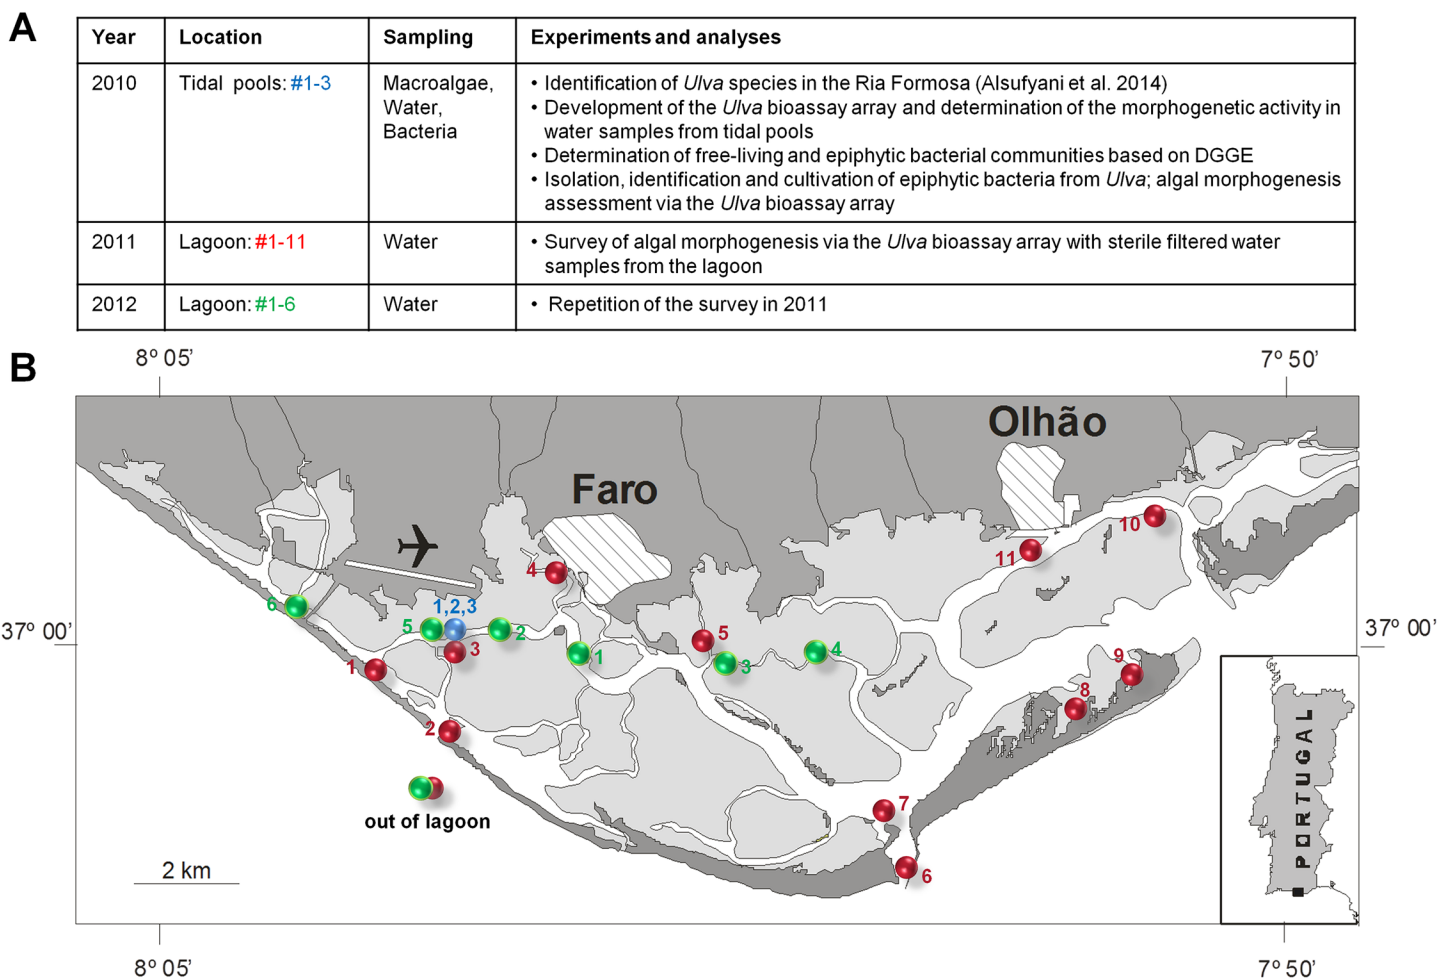 A
Year Location Sampling Experiments and analyses
2010 Tidal pools: #1-3 Macroalgae, Water, Bacteria
• Identification of Ulva species in the Ria Formosa (Alsufyani et al. 2014)
• Development of the Ulva bioassay array and determination of the morphogenetic activity in
water samples from tidal pools
• Determination of free-living and epiphytic bacterial communities based on DGGE
• Isolation, identification and cultivation of epiphytic bacteria from Ulva; algal morphogenesis
assessment via the Ulva bioassay array
2011 Lagoon: #1-11 Water
• Survey of algal morphogenesis via the Ulva bioassay array with sterile filtered water
samples from the lagoon
2012 Lagoon: #1-6 Water • Repetition of the survey in 2011
B
8º 05’ 7º 50’
Olhão
Faro
10
11
4
6
1,2,3
5
2
3
1
5
3
4
37º 00’ 37º 00’
1
2
9
8
7
6
out of lagoon
2 km
PORTUGAL
8º 05’ 7º 50’